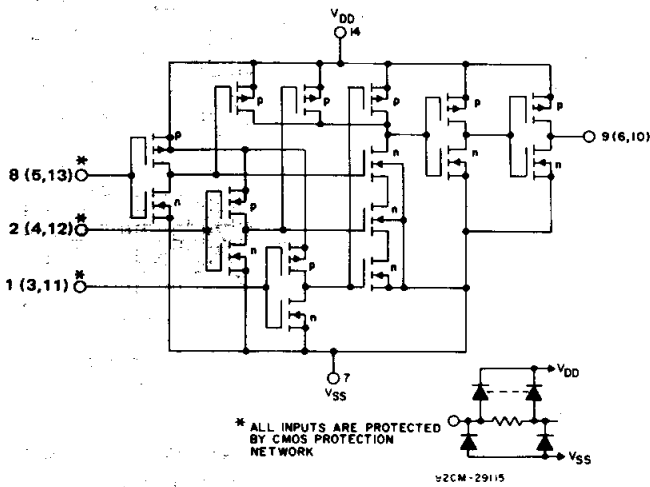 VDD
14
p p p p p
p
n
8 (5,13) *
n n n
9 (6,10)
p
2 (4,12) *
n
n
p
1 (3,11) *
n
n
7
VSS
VDD
* ALL INPUTS ARE PROTECTED
BY CMOS PROTECTION
NETWORK
VSS
92CM-29115